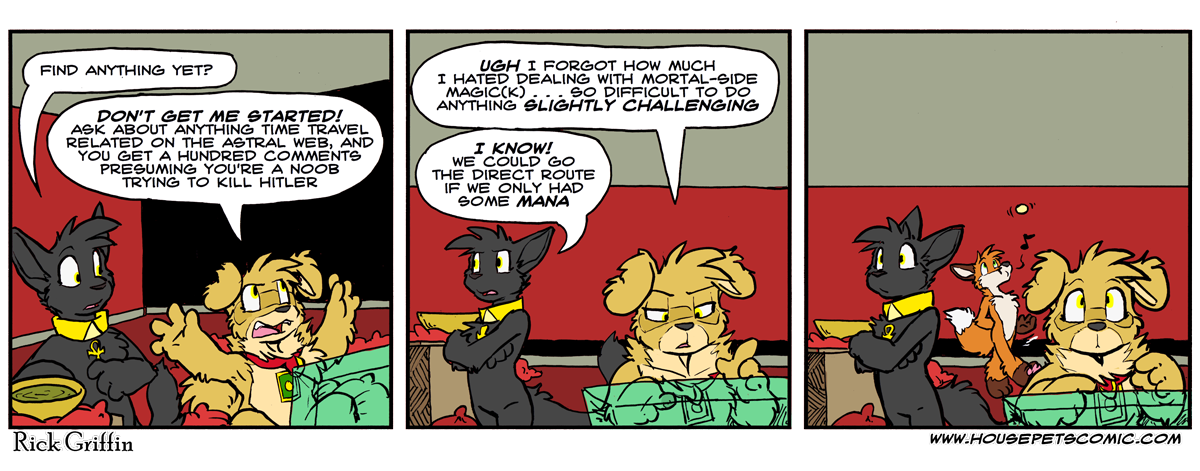 FIND ANYTHING YET?
DON'T GET ME STARTED!
ASK ABOUT ANYTHING TIME TRAVEL
RELATED ON THE ASTRAL WEB, AND
YOU GET A HUNDRED COMMENTS
PRESUMING YOU'RE A NOOB
TRYING TO KILL HITLER
UGH I FORGOT HOW MUCH
I HATED DEALING WITH MORTAL-SIDE
MAGIC(K) . . . SO DIFFICULT TO DO
ANYTHING SLIGHTLY CHALLENGING
I KNOW!
WE COULD GO
THE DIRECT ROUTE
IF WE ONLY HAD
SOME MANA
Rick Griffin
WWW.HOUSEPETSCOMIC.COM